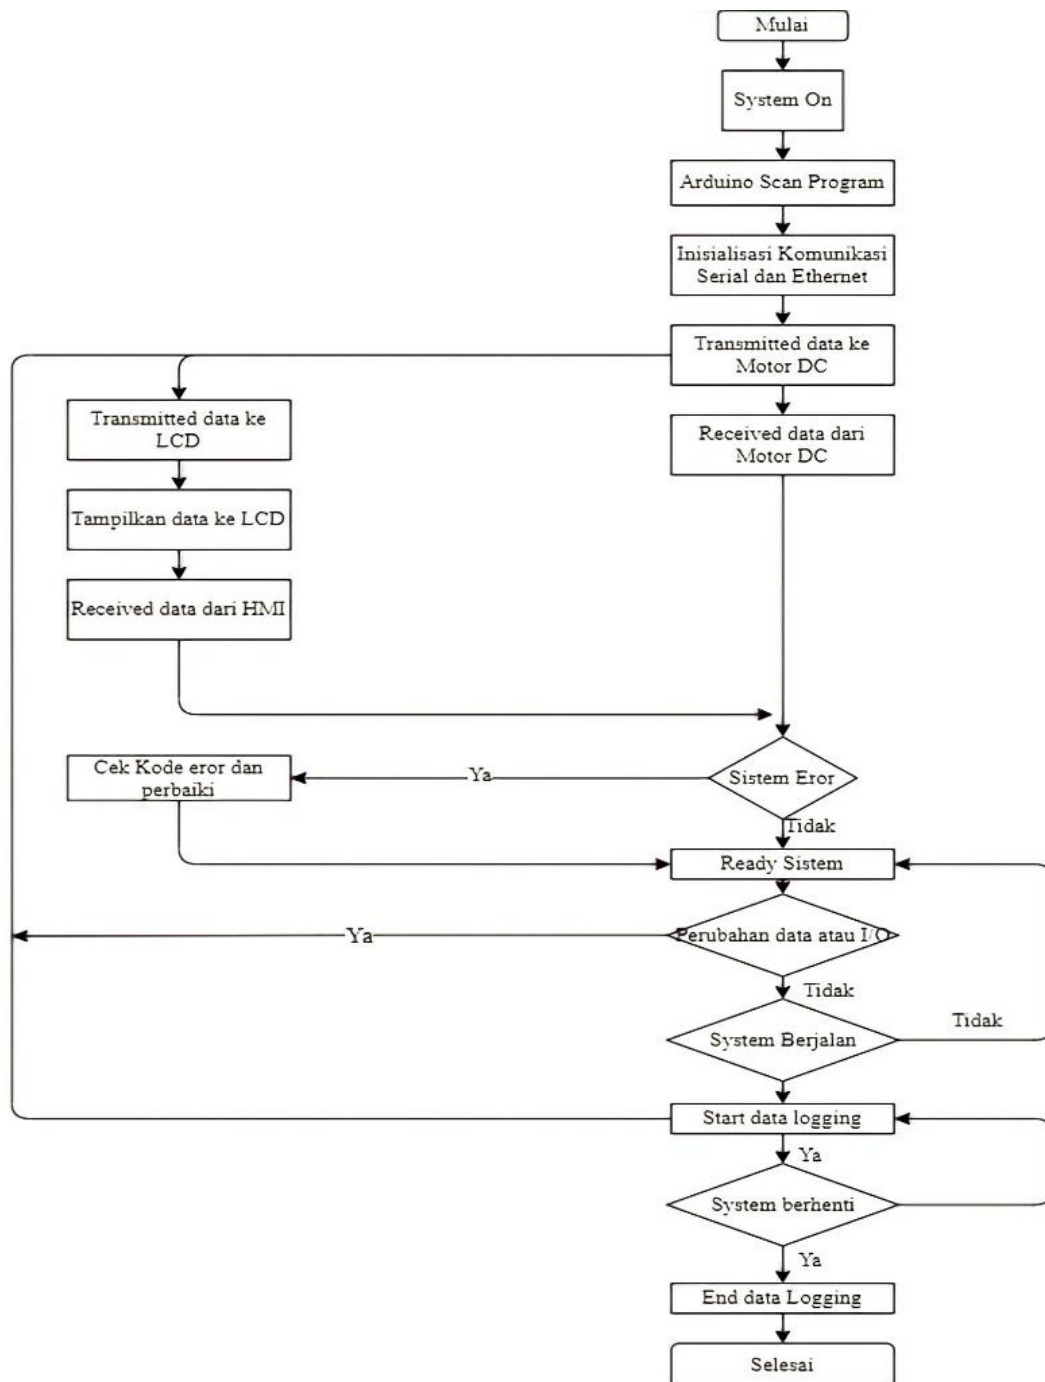 Mulai
System On
Arduino Scan Program
Inisialisasi Komunikasi
Serial dan Ethernet
Transmitted data ke
Motor DC
Received data dari
Motor DC
Transmitted data ke
LCD
Tampilkan data ke LCD
Received data dari HMI
Sistem Eror
Ya
Cek Kode eror dan
perbaiki
Tidak
Ready Sistem
Perubahan data atau I/O
Ya
Tidak
System Berjalan
Tidak
Start data logging
Ya
System berhenti
Ya
End data Logging
Selesai